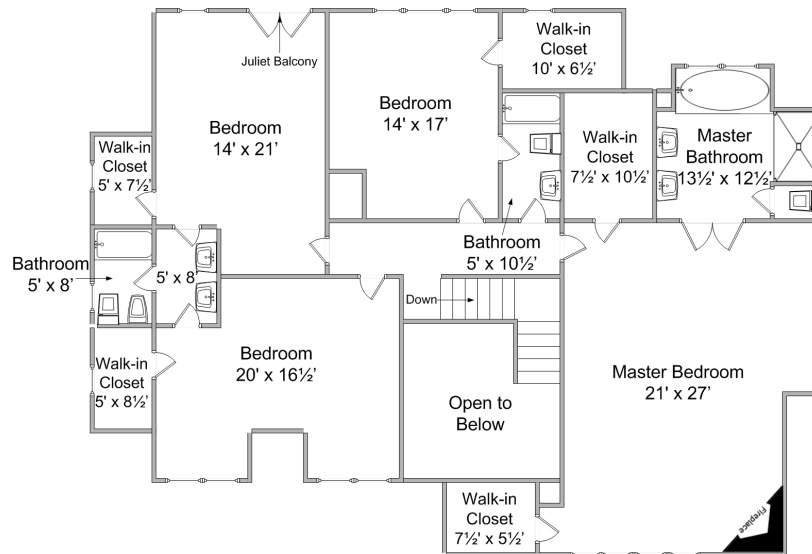 Walk-in
Closet
10' x 6½'
Juliet Balcony
Bedroom
14' x 21’
Bedroom
14' x 17’
Walk-in
Closet
5' x 7½’
Walk-in
Closet
7½' x 10½’
Master
Bathroom
13½' x 12½’
Bathroom
5' x 8’
5' x 8’
Bathroom
5' x 10½’
Down
Walk-in
Closet
5' x 8½’
Bedroom
20' x 16½’
Open to
Below
Master Bedroom
21' x 27’
Walk-in
Closet
7½' x 5½’
Fireplace